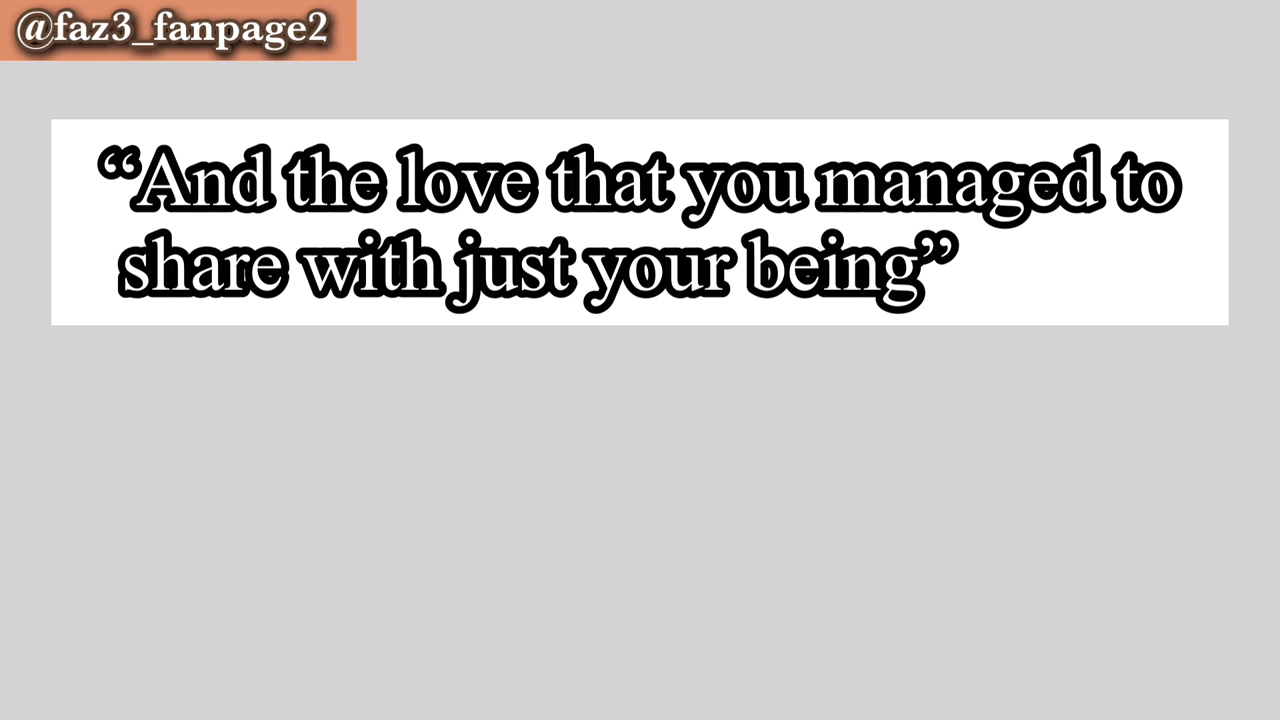 @faz3_fanpage2
“And the love that you managed to
share with just your being”